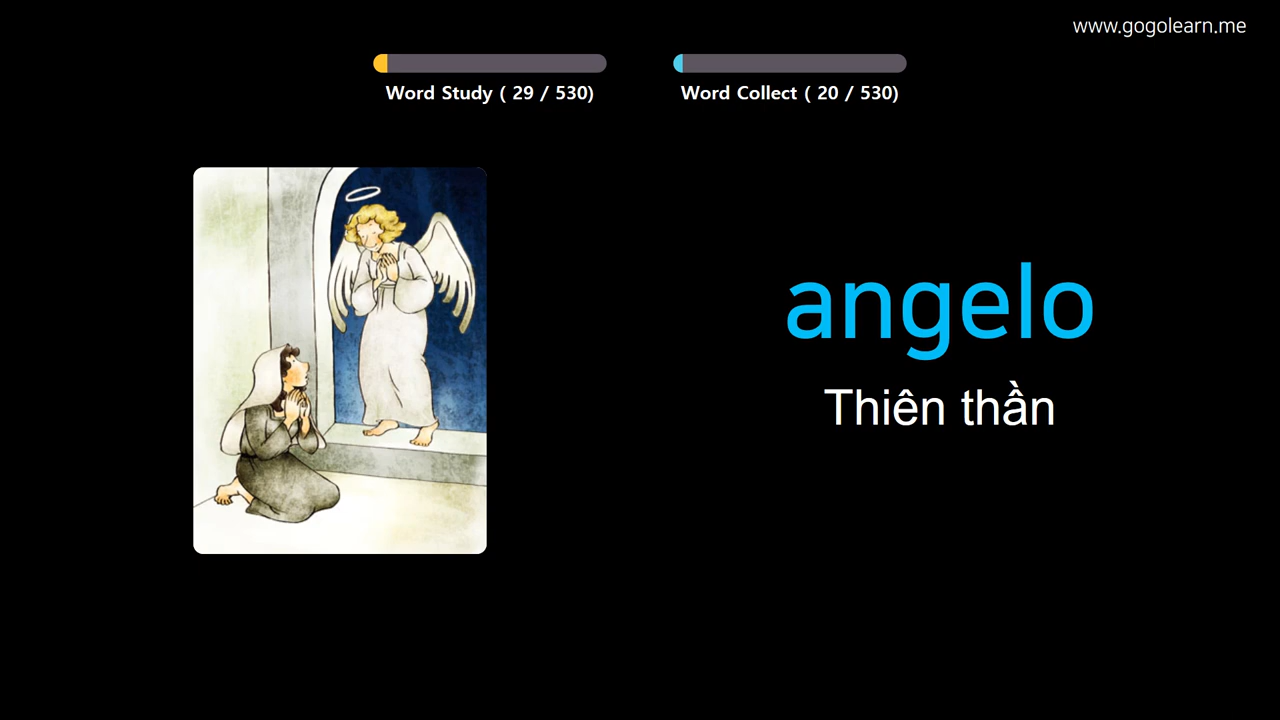 www.gogolearn.me
Word Study ( 29 / 530)
Word Collect ( 20 / 530)
angelo
Thiên thần